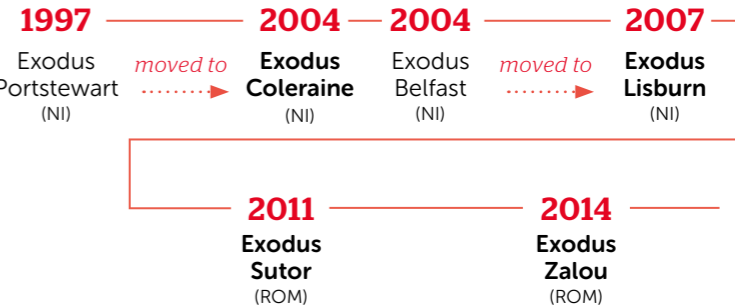 1997 2004 2004 2007
Exodus moved to Exodus Exodus moved to Exodus
Portstewart Coleraine Belfast Lisburn
(NI) (NI) (NI) (NI)
2011 2014
Exodus Exodus
Sutor Zalou
(ROM) (ROM)